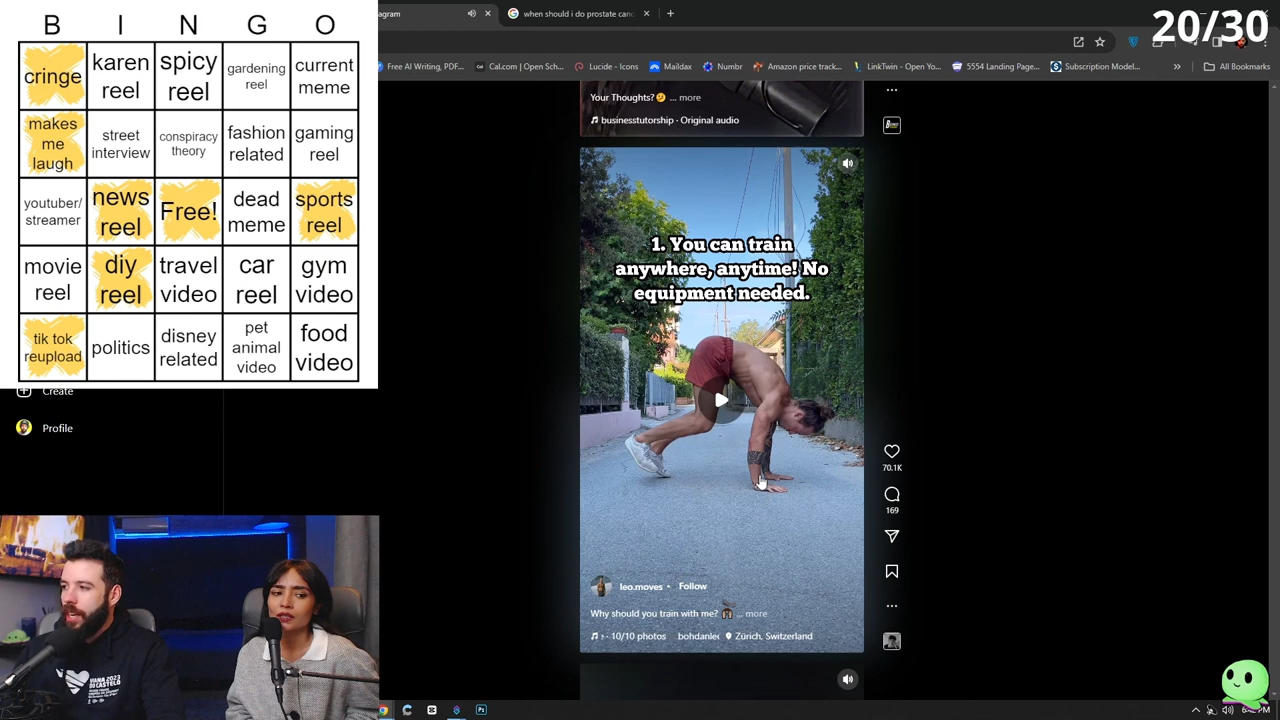 B I N G O
cringe
karen
reel
spicy
reel
gardening
reel
current
meme
makes
me
laugh
street
interview
conspiracy
theory
fashion
related
gaming
reel
youtuber/
streamer
news
reel
Free!
dead
meme
sports
reel
movie
reel
diy
reel
travel
video
car
reel
gym
video
tik tok
reupload
politics
disney
related
pet
animal
video
food
video
Create
Profile
VIANA 2023
agram
when should i do prostate canc
20/30
Free AI Writing, PDF...
Cal.com | Open Sch...
Lucide - Icons
Maildax
Numbr
Amazon price track...
LinkTwin - Open Yo...
5554 Landing Page...
Subscription Model...
All Bookmarks
Your Thoughts? ... more
businesstutorship · Original audio
1. You can train
anywhere, anytime! No
equipment needed.
70.1K
169
leo.moves • Follow
Why should you train with me? ... more
10/10 photos
Zürich, Switzerland